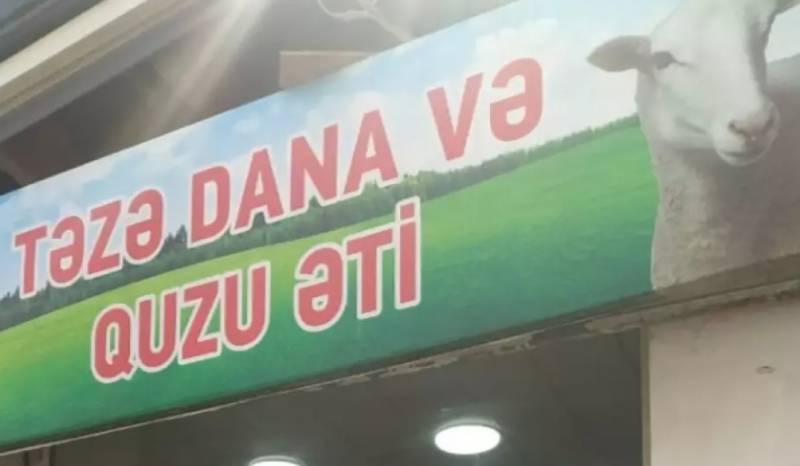 TƏZƏ DANA VƏ
QUZU ƏTİ